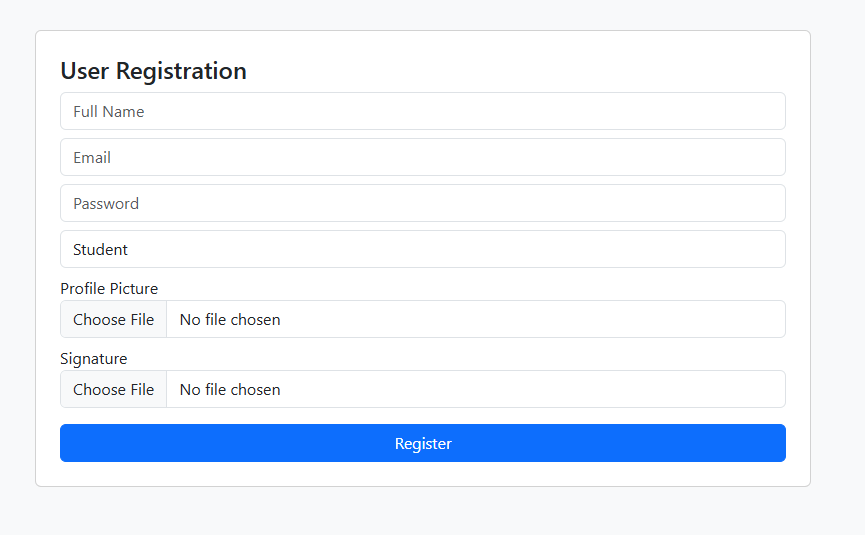 User Registration
Full Name
Email
Password
Student
Profile Picture
Choose File No file chosen
Signature
Choose File No file chosen
Register